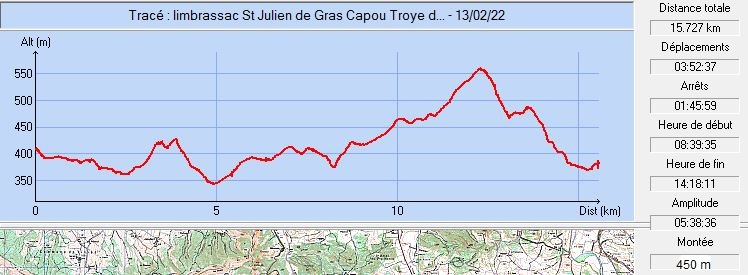 Tracé : limbrassac St Julien de Gras Capou Troye d... - 13/02/22
Alt (m)
550
500
450
400
350
0
5
10
Dist (km)
Distance totale
15.727 km
Déplacements
03:52:37
Arrêts
01:45:59
Heure de début
08:39:35
Heure de fin
14:18:11
Amplitude
05:38:36
Montée
450 m